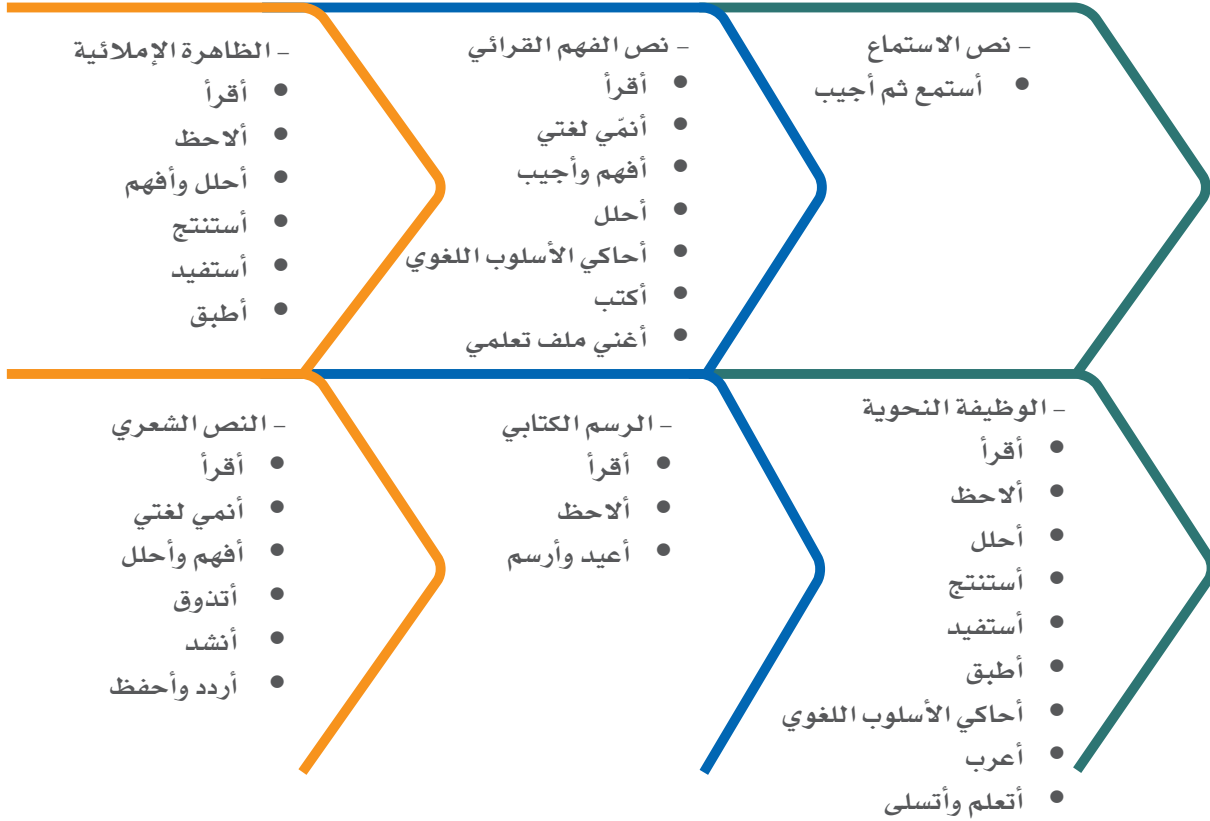 – نص الاستماع
• أستمع ثم أجيب
– نص الفهم القرائي
• أقرأ
• أنمّي لغتي
• أفهم وأجيب
• أحلل
• أحاكي الأسلوب اللغوي
• أكتب
• أغني ملف تعلمي
– الظاهرة الإملائية
• أقرأ
• ألاحظ
• أحلل وأفهم
• أستنتج
• أستفيد
• أطبق
– الوظيفة النحوية
• أقرأ
• ألاحظ
• أحلل
• أستنتج
• أستفيد
• أطبق
• أحاكي الأسلوب اللغوي
• أعرب
• أتعلم وأتسلى
– الرسم الكتابي
• أقرأ
• ألاحظ
• أعيد وأرسم
– النص الشعري
• أقرأ
• أنمي لغتي
• أفهم وأحلل
• أتذوق
• أنشد
• أردد وأحفظ